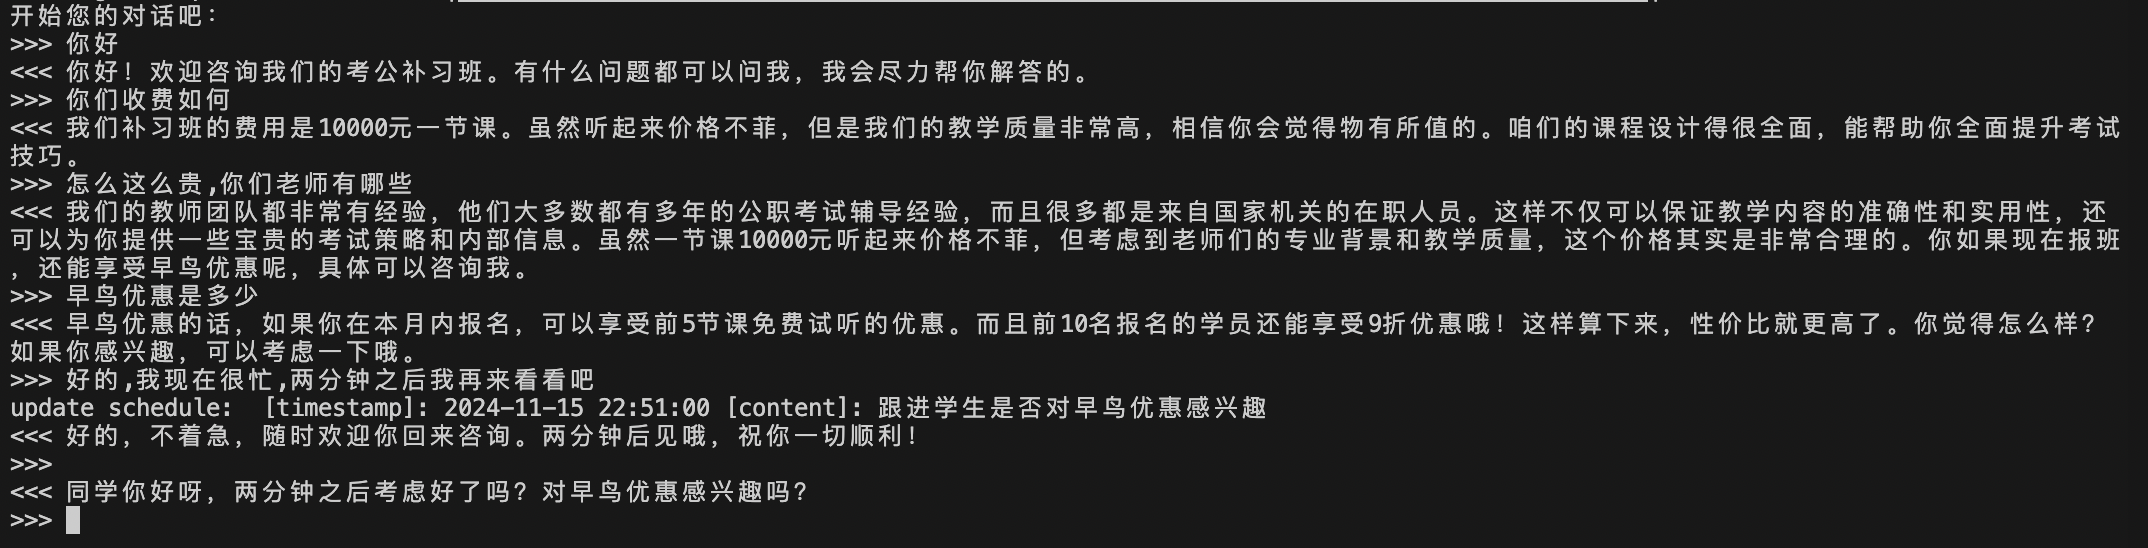 开始您的对话吧：
>>> 你好
<<< 你好！欢迎咨询我们的考公补习班。有什么问题都可以问我，我会尽力帮你解答的。
>>> 你们收费如何
<<< 我们补习班的费用是10000元一节课。虽然听起来价格不菲，但是我们的教学质量非常高，相信你会觉得物有所值的。咱们的课程设计得很全面，能帮助你全面提升考试
技巧。
>>> 怎么这么贵,你们老师有哪些
<<< 我们的教师团队都非常有经验，他们大多数都有多年的公职考试辅导经验，而且很多都是来自国家机关的在职人员。这样不仅可以保证教学内容的准确性和实用性，还
可以为你提供一些宝贵的考试策略和内部信息。虽然一节课10000元听起来价格不菲，但考虑到老师们的专业背景和教学质量，这个价格其实是非常合理的。你如果现在报班
，还能享受早鸟优惠呢，具体可以咨询我。
>>> 早鸟优惠是多少
<<< 早鸟优惠的话，如果你在本月内报名，可以享受前5节课免费试听的优惠。而且前10名报名的学员还能享受9折优惠哦！这样算下来，性价比就更高了。你觉得怎么样？
如果你感兴趣，可以考虑一下哦。
>>> 好的,我现在很忙,两分钟之后我再来看看吧
update schedule:  [timestamp]: 2024-11-15 22:51:00 [content]: 跟进学生是否对早鸟优惠感兴趣
<<< 好的，不着急，随时欢迎你回来咨询。两分钟后见哦，祝你一切顺利！
>>>
<<< 同学你好呀，两分钟之后考虑好了吗？对早鸟优惠感兴趣吗？
>>>